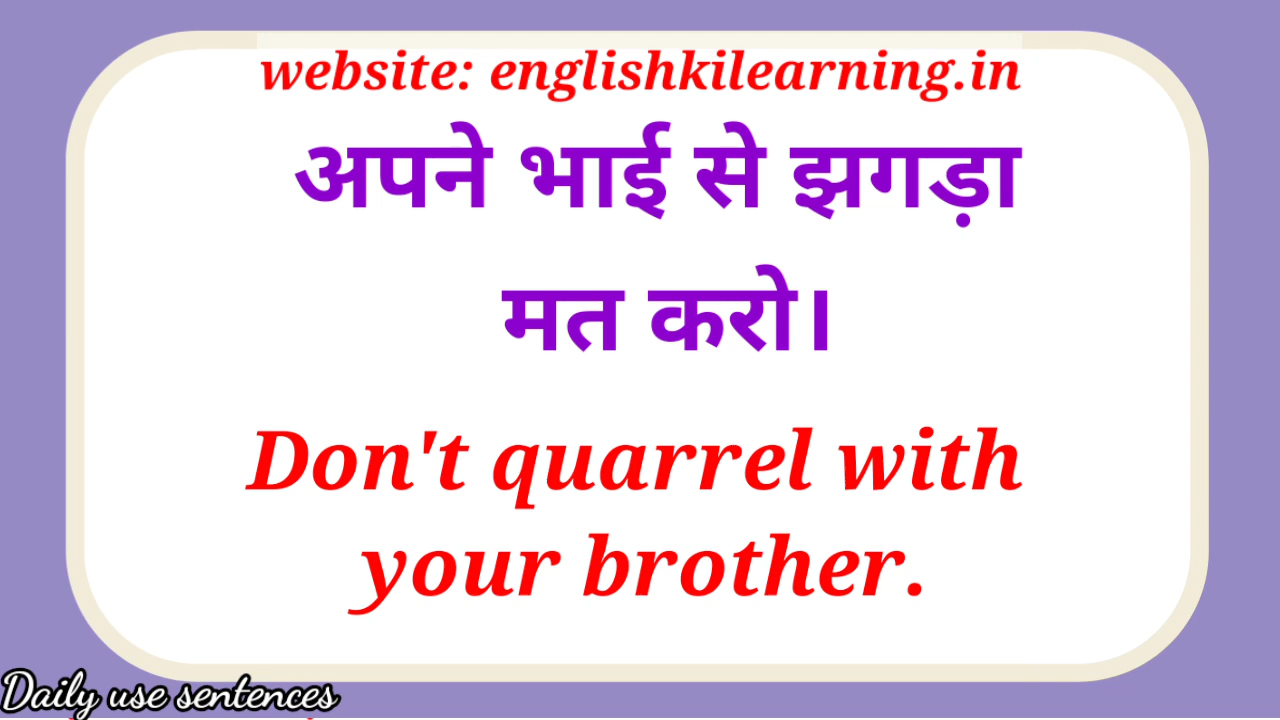 website: englishkilearning.in
अपने भाई से झगड़ा
मत करो।
Don't quarrel with
your brother.
Daily use sentences